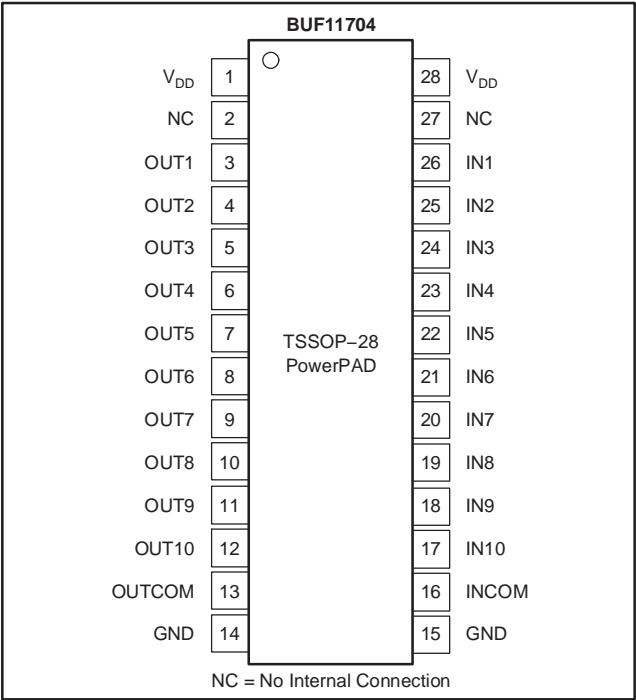 BUF11704
VDD 1 28 VDD
NC 2 27 NC
OUT1 3 26 IN1
OUT2 4 25 IN2
OUT3 5 24 IN3
OUT4 6 23 IN4
OUT5 7 22 IN5
OUT6 8 21 IN6
OUT7 9 20 IN7
OUT8 10 19 IN8
OUT9 11 18 IN9
OUT10 12 17 IN10
OUTCOM 13 16 INCOM
GND 14 15 GND
TSSOP−28
PowerPAD
NC = No Internal Connection